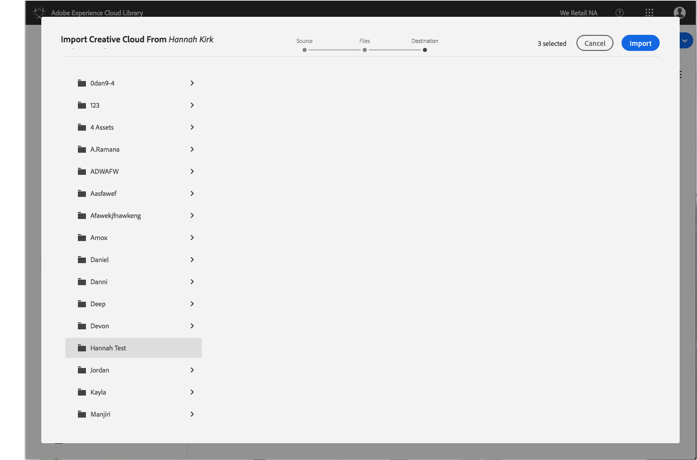 Adobe Experience Cloud Library
We Retail NA
Import Creative Cloud From Hannah Kirk
Source
Files
Destination
3 selected
Cancel
Import
0dan9-4
123
4 Assets
A.Ramana
ADWAFW
Aasfawef
Afawekjfnawkeng
Amox
Daniel
Danni
Deep
Devon
Hannah Test
Jordan
Kayla
Manjiri